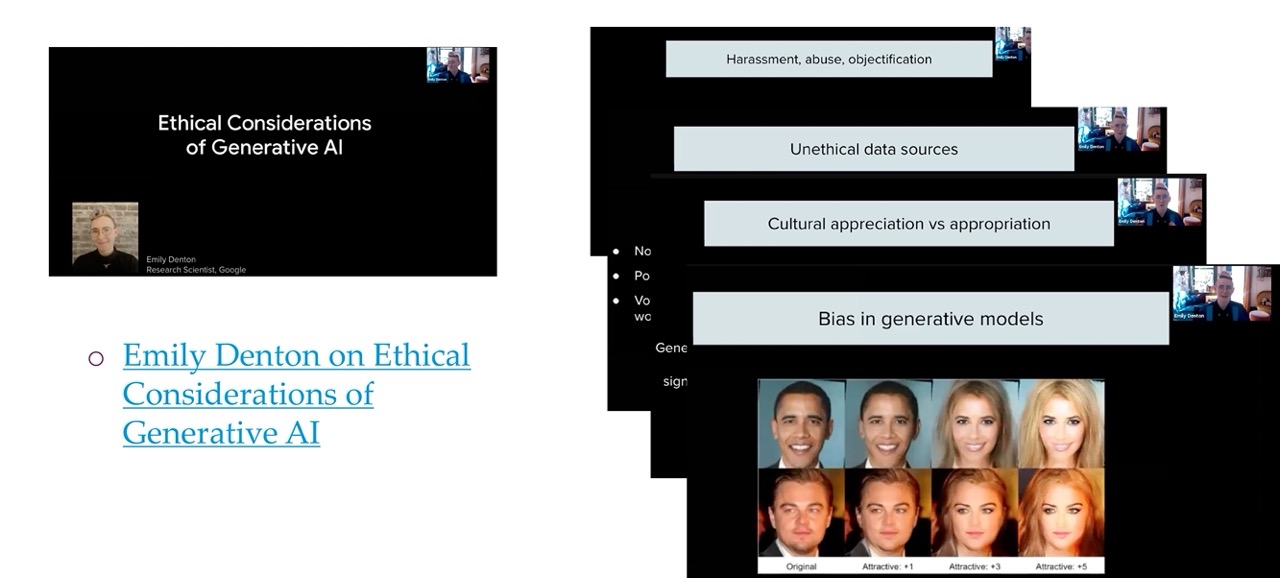 Ethical Considerations
of Generative AI
Emily Denton
Research Scientist, Google
Emily Denton on Ethical
Considerations of
Generative AI
Harassment, abuse, objectification
Emily Denton
Unethical data sources
Emily Denton
Cultural appreciation vs appropriation
Emily Denton
No
Po
Vo
wo
Gene
sign
Bias in generative models
Emily Denton
Original Attractive: +1 Attractive: +3 Attractive: +5